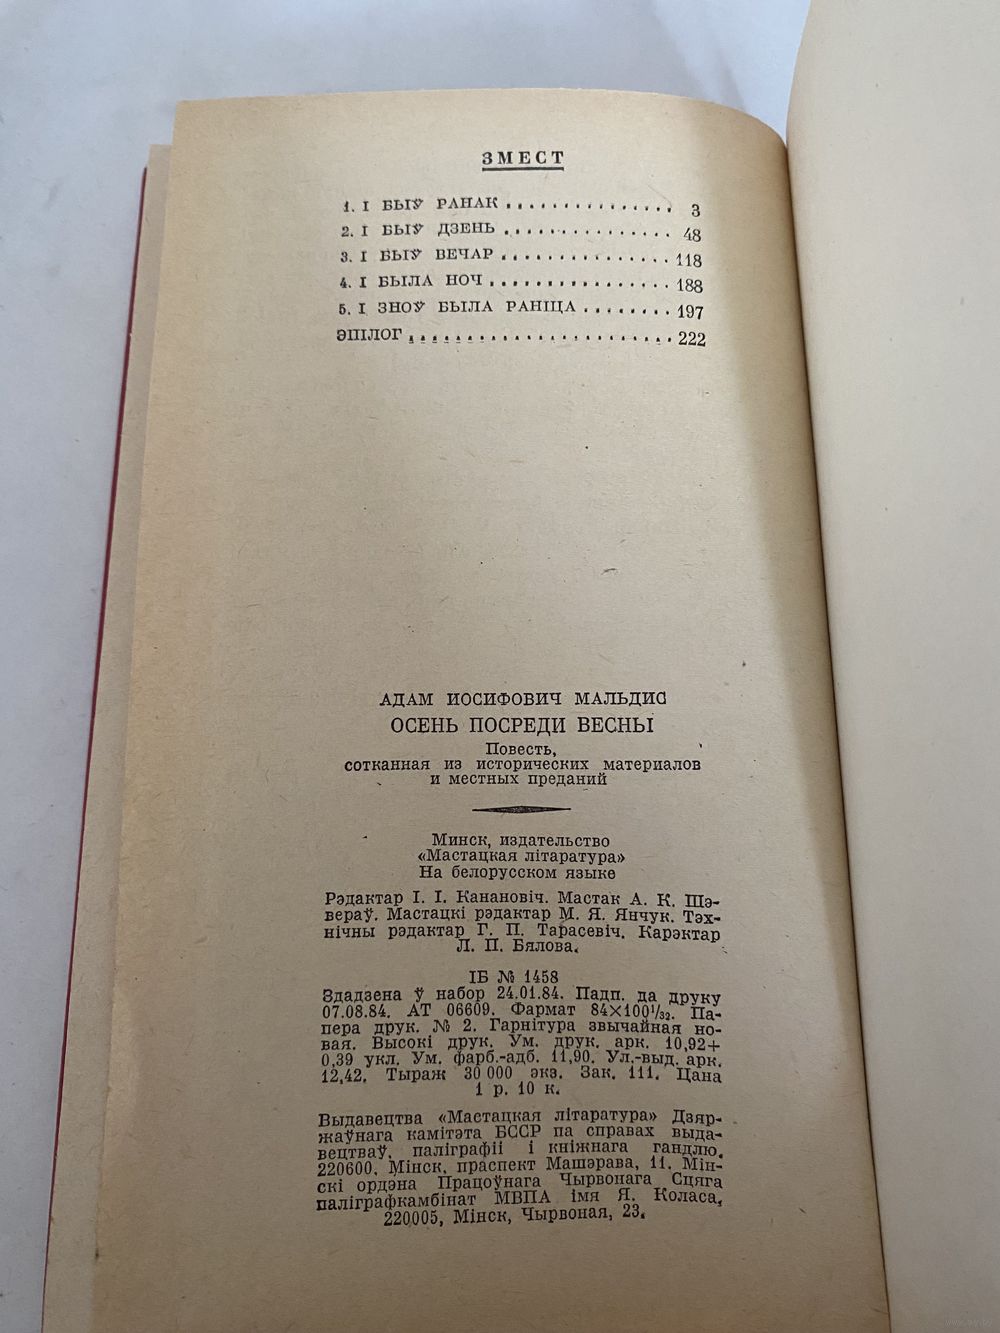 ЗМЕСТ
1. І БЫЎ РАНАК . . . . . . . . . . . . . . . 3
2. І БЫЎ ДЗЕНЬ . . . . . . . . . . . . . . . 48
3. І БЫЎ ВЕЧАР . . . . . . . . . . . . . . . 118
4. І БЫЛА НОЧ . . . . . . . . . . . . . . . . 188
5. І ЗНОЎ БЫЛА РАНІЦА . . . . . . . . 197
ЭПІЛОГ . . . . . . . . . . . . . . . . . . . . . . . 222
АДАМ ИОСИФОВИЧ МАЛЬДИС
ОСЕНЬ ПОСРЕДИ ВЕСНЫ
Повесть,
сотканная из исторических материалов
и местных преданий
Минск, издательство
«Мастацкая літаратура»
На белорусском языке
Рэдактар І. І. Канановіч. Мастак А. К. Шэ-
вераў. Мастацкі рэдактар М. Я. Янчук. Тэх-
нічны рэдактар Г. П. Тарасевіч. Карэктар
Л. П. Бялова.
ІБ № 1458
Здадзена ў набор 24.01.84. Падп. да друку
07.08.84. АТ 06609. Фармат 84×100¹/₃₂. Па-
пера друк. № 2. Гарнітура звычайная но-
вая. Высокі друк. Ум. друк. арк. 10,92+
0,39 укл. Ум. фарб.-адб. 11,90. Ул.-выд. арк.
12,42. Тыраж 30 000 экз. Зак. 111. Цана
1 р. 10 к.
Выдавецтва «Мастацкая літаратура» Дзяр-
жаўнага камітэта БССР па справах выда-
вецтваў, паліграфіі і кніжнага гандлю.
220600, Мінск, праспект Машэрава, 11. Мін-
скі ордэна Працоўнага Чырвонага Сцяга
паліграфкамбінат МВПА імя Я. Коласа,
220005, Мінск, Чырвоная, 23.